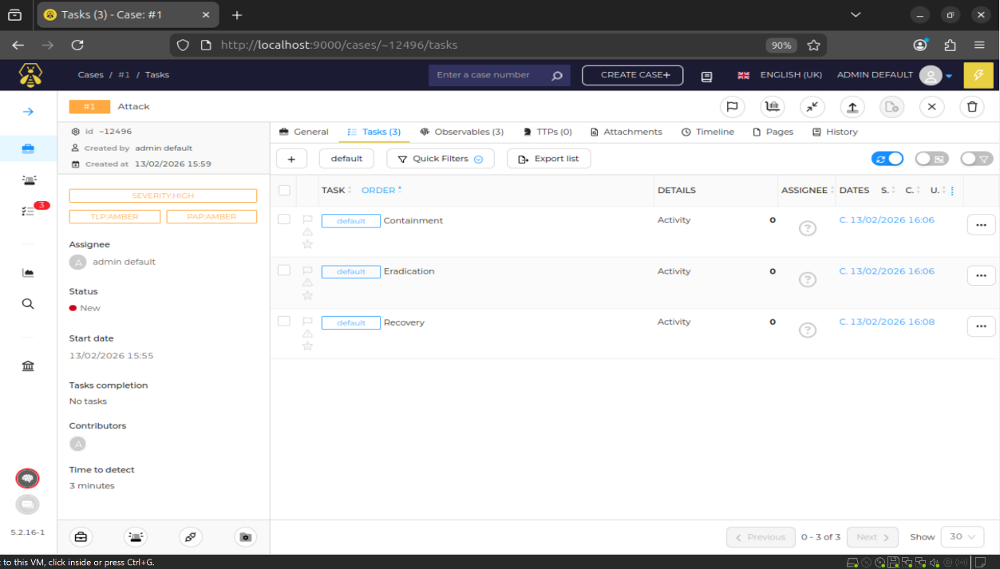 Tasks (3) - Case: #1
http://localhost:9000/cases/~12496/tasks
90%
Cases / #1 / Tasks
Enter a case number
CREATE CASE+
ENGLISH (UK)
ADMIN DEFAULT
#1 Attack
id ~12496
Created by admin default
Created at 13/02/2026 15:59
General
Tasks (3)
Observables (3)
TTPs (0)
Attachments
Timeline
Pages
History
+
default
Quick Filters
Export list
TASK ORDER DETAILS ASSIGNEE DATES S. C. U.
default Containment Activity 0 ? C. 13/02/2026 16:06 ...
default Eradication Activity 0 ? C. 13/02/2026 16:06 ...
default Recovery Activity 0 ? C. 13/02/2026 16:08 ...
3
SEVERITY:HIGH
TLP:AMBER
PAP:AMBER
Assignee
A admin default
Status
New
Start date
13/02/2026 15:55
Tasks completion
No tasks
Contributors
A
Time to detect
3 minutes
5.2.16-1
Previous
0 - 3 of 3
Next
Show
30
to this VM, click inside or press Ctrl+G.